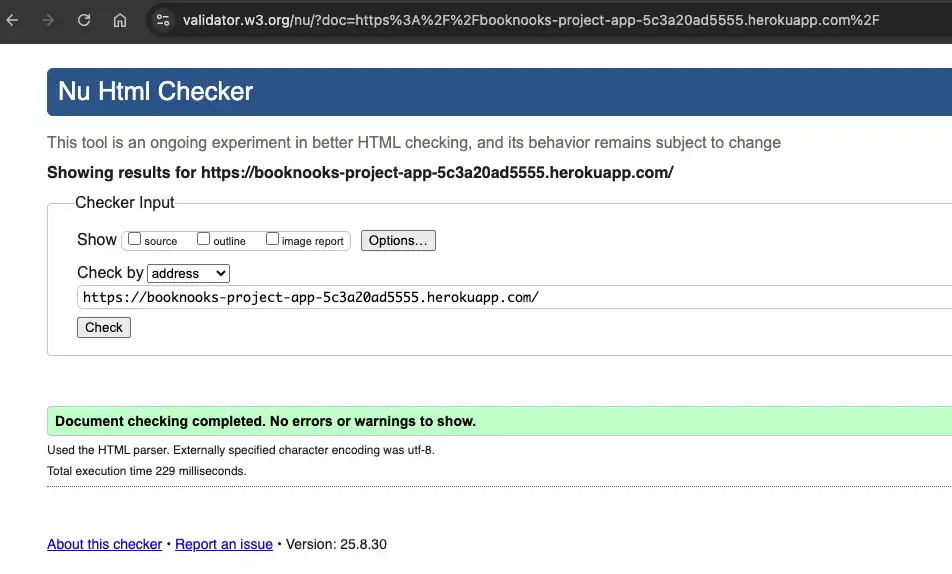 validator.w3.org/nu/?doc=https%3A%2F%2Fbooknooks-project-app-5c3a20ad5555.herokuapp.com%2F
Nu Html Checker
This tool is an ongoing experiment in better HTML checking, and its behavior remains subject to change
Showing results for https://booknooks-project-app-5c3a20ad5555.herokuapp.com/
Checker Input
Show source outline image report Options...
Check by address
https://booknooks-project-app-5c3a20ad5555.herokuapp.com/
Check
Document checking completed. No errors or warnings to show.
Used the HTML parser. Externally specified character encoding was utf-8.
Total execution time 229 milliseconds.
About this checker • Report an issue • Version: 25.8.30